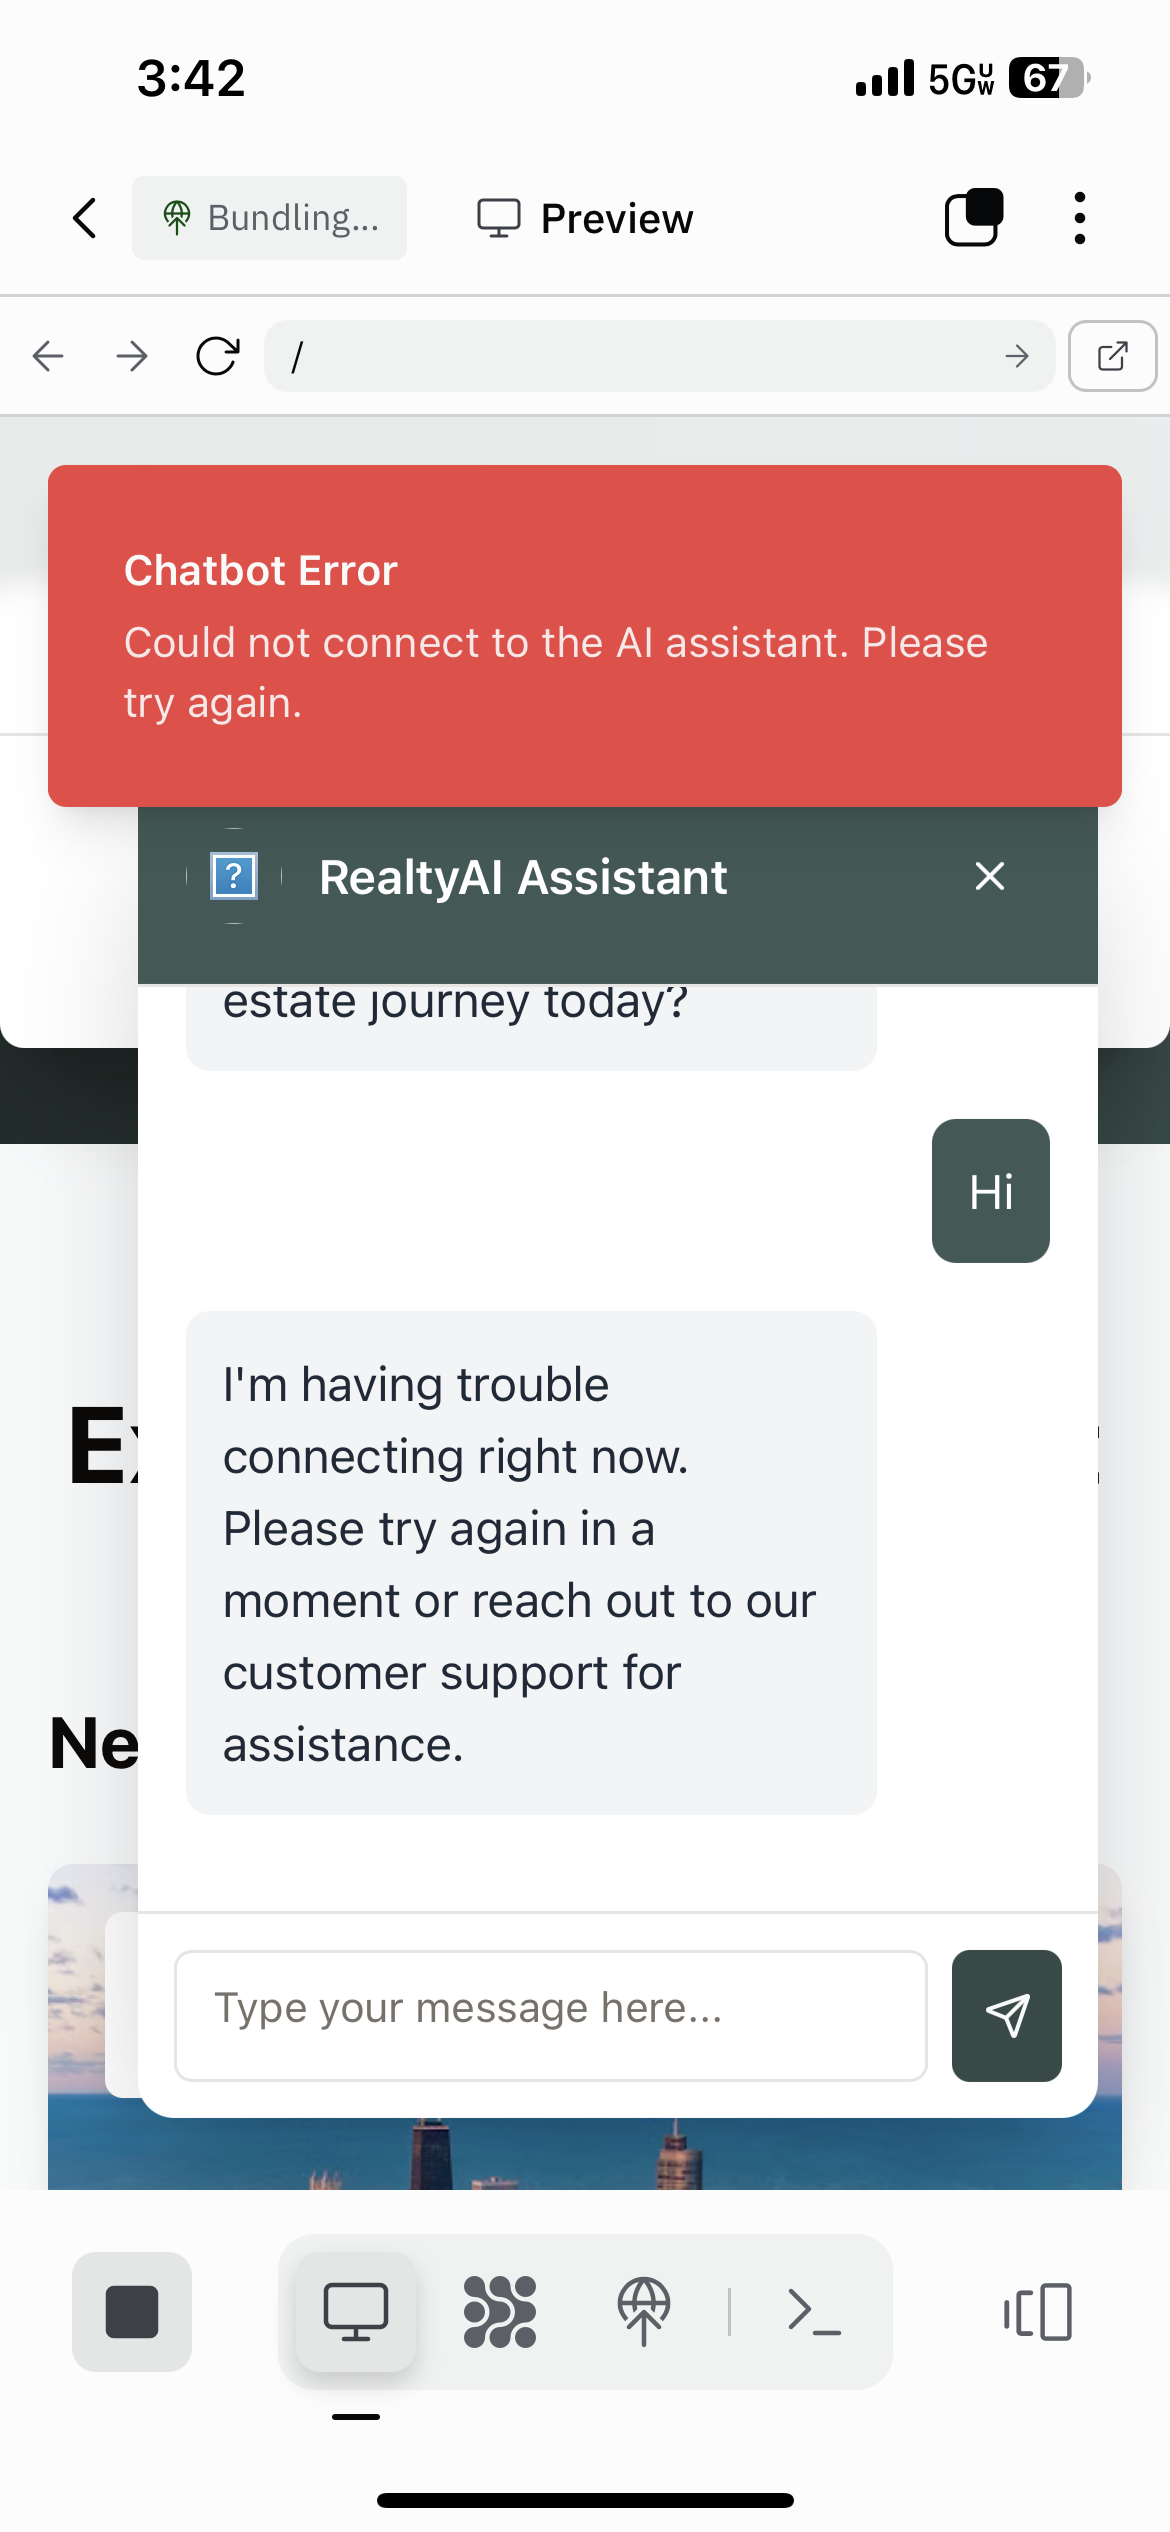 3:42
5GUW
67
Bundling...
Preview
/
Chatbot Error
Could not connect to the AI assistant. Please
try again.
?
RealtyAI Assistant
estate journey today?
Hi
I'm having trouble
connecting right now.
Please try again in a
moment or reach out to our
customer support for
assistance.
Ne
Type your message here...